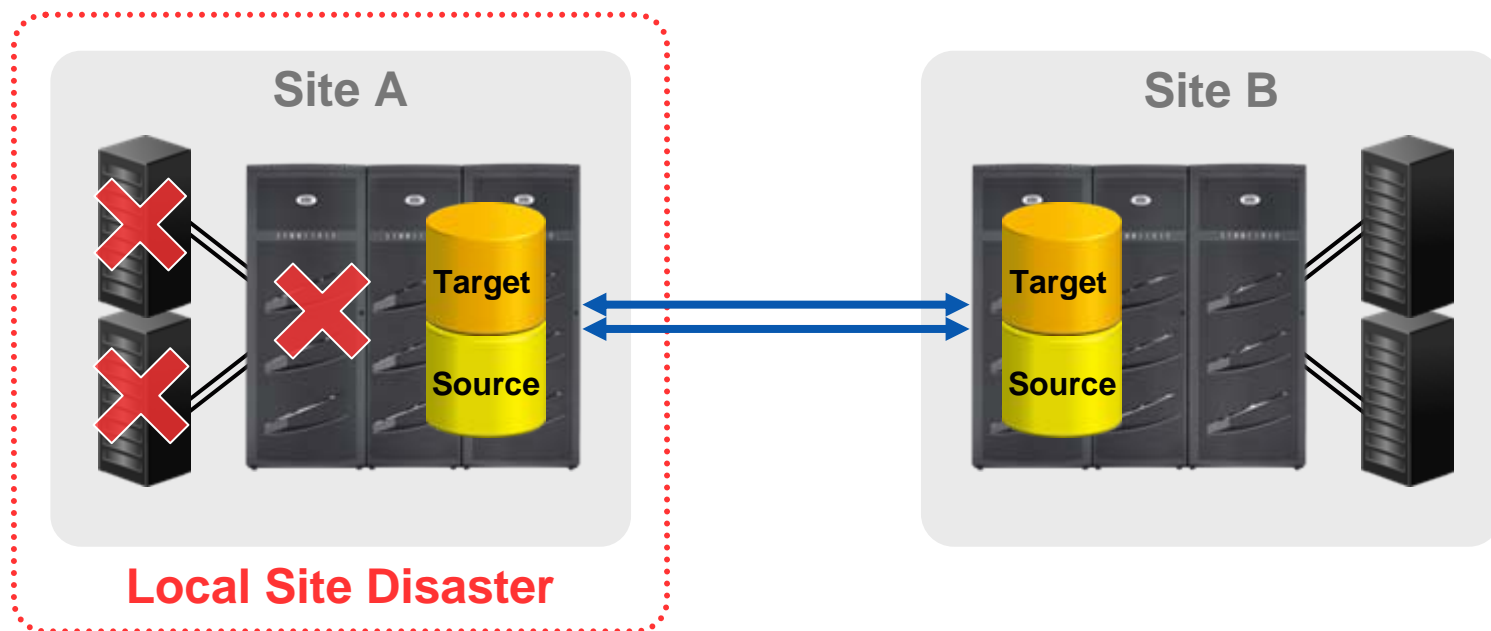 Site A
Site B
Target
Source
Target
Source
Local Site Disaster